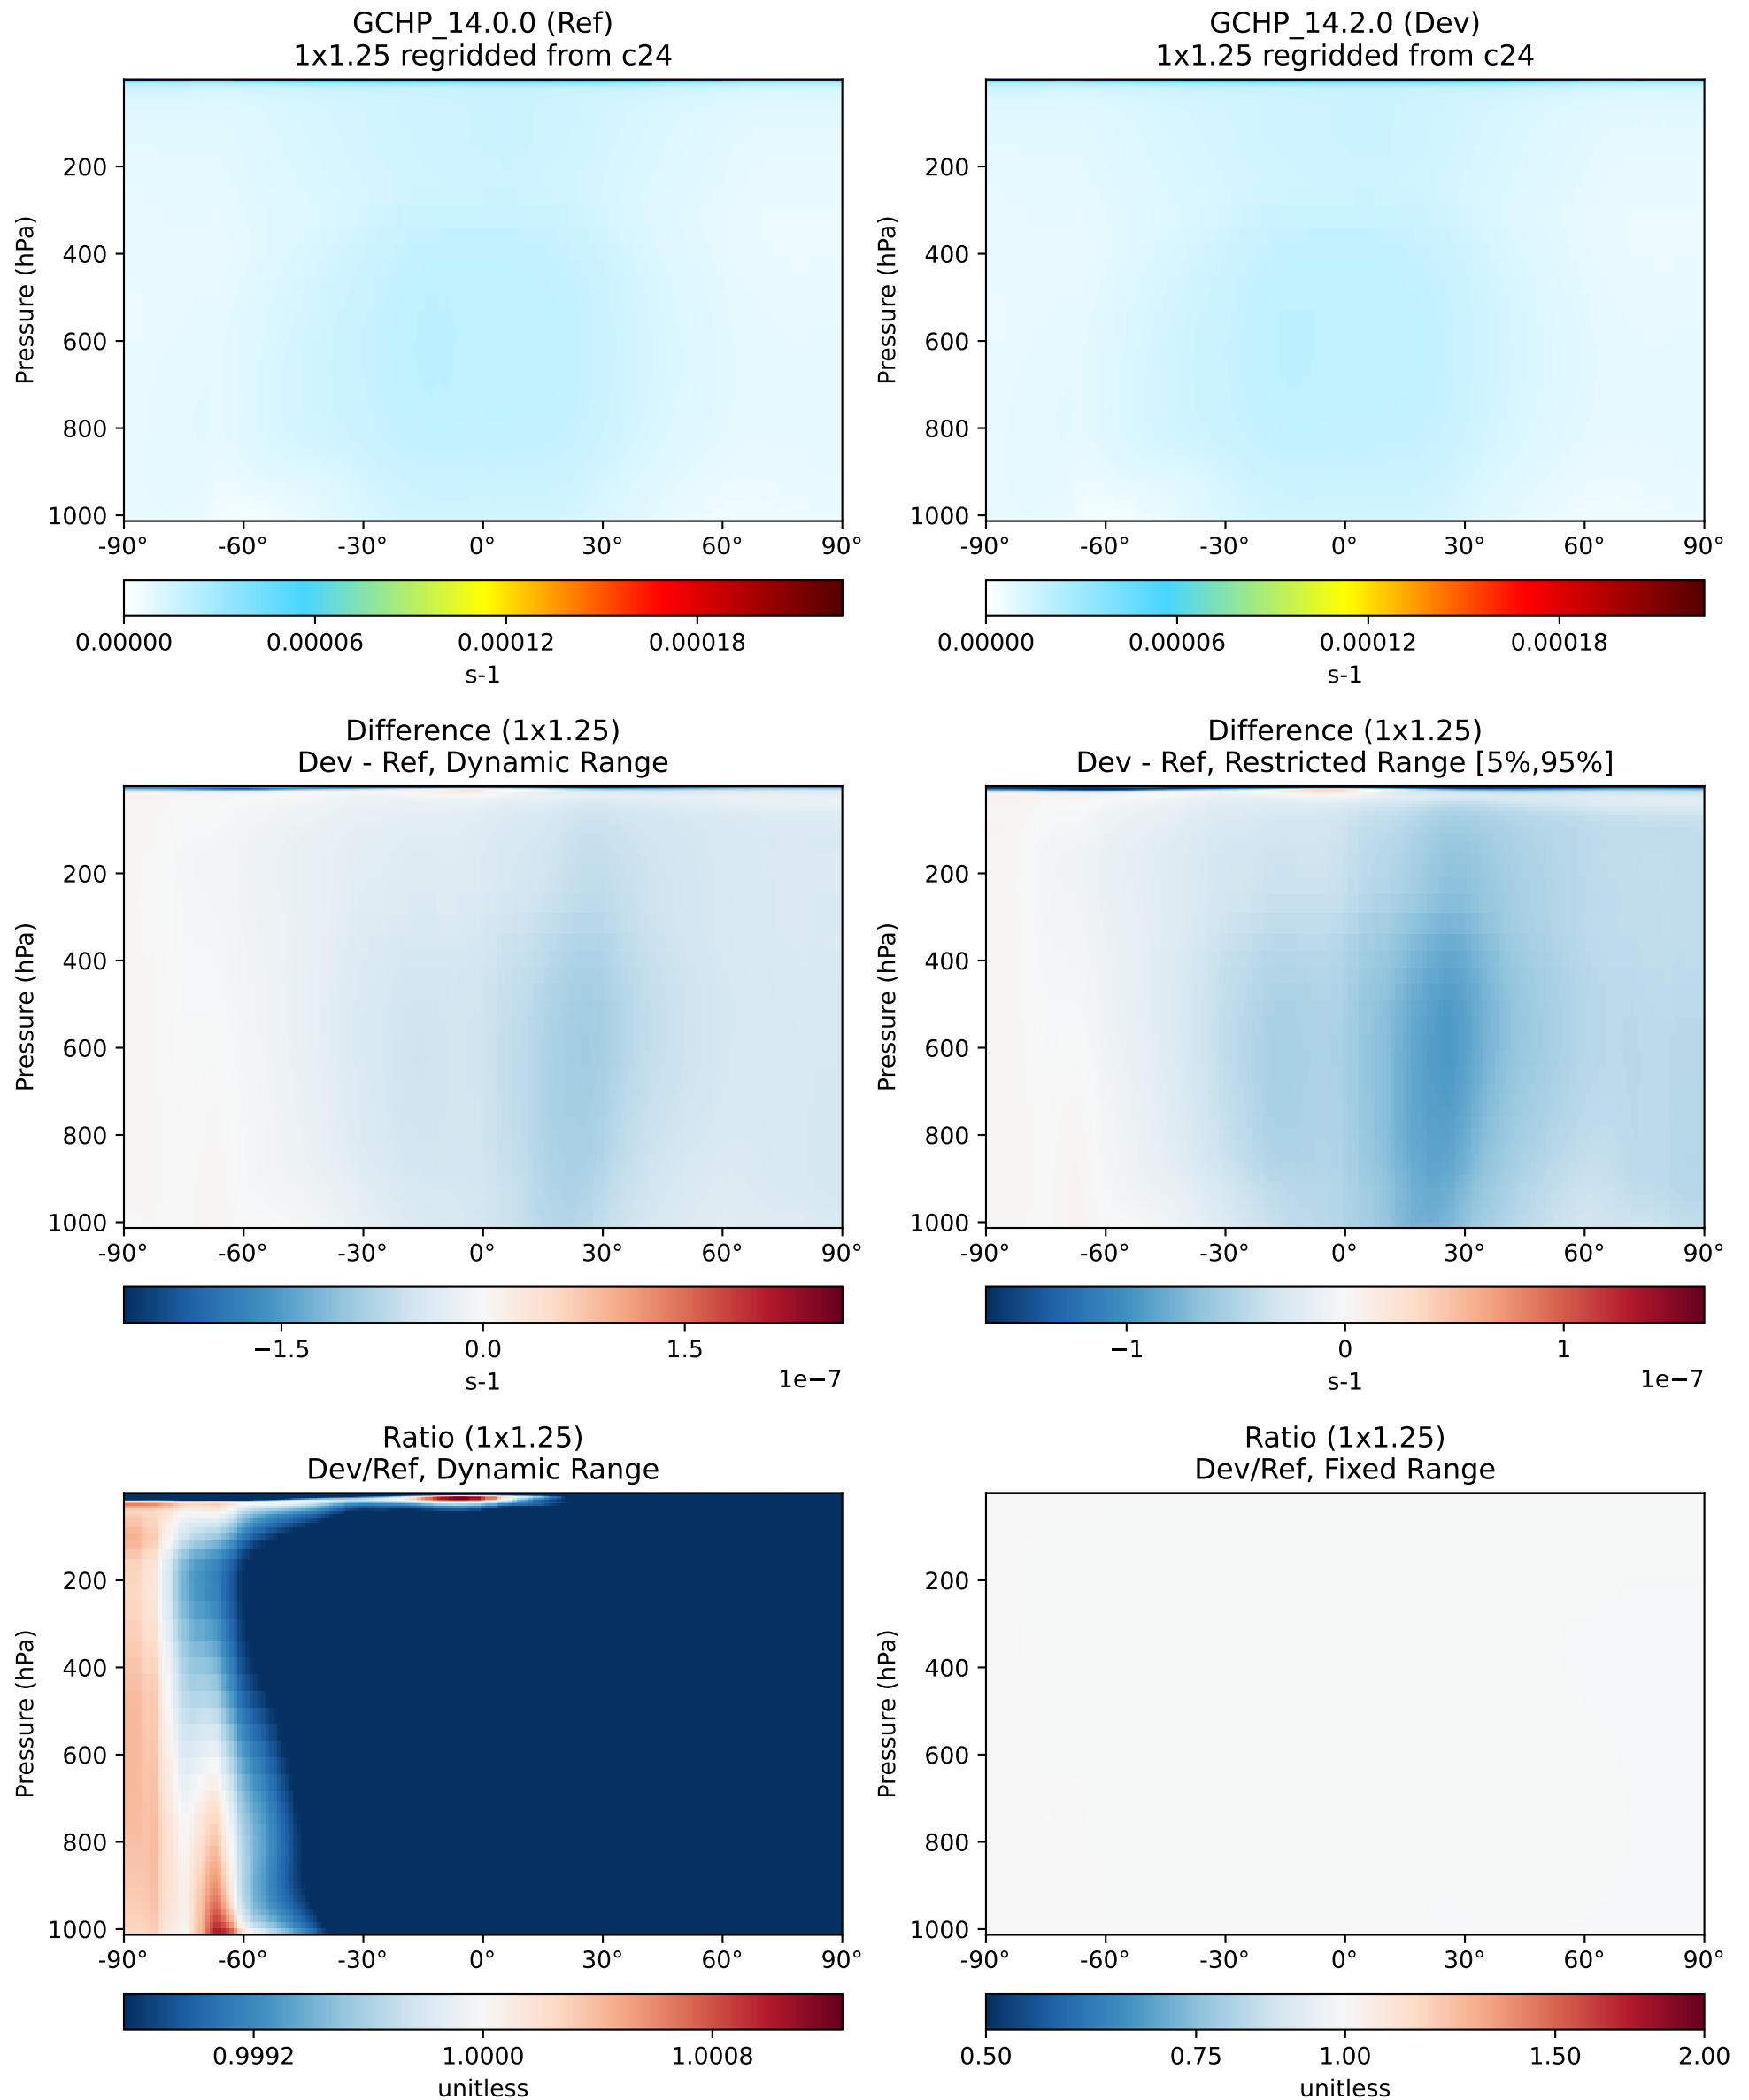 GCHP_14.0.0 (Ref)
1x1.25 regridded from c24
Pressure (hPa)
200
400
600
800
1000
-90° -60° -30° 0° 30° 60° 90°
0.00000 0.00006 0.00012 0.00018
s-1
GCHP_14.2.0 (Dev)
1x1.25 regridded from c24
Pressure (hPa)
200
400
600
800
1000
-90° -60° -30° 0° 30° 60° 90°
0.00000 0.00006 0.00012 0.00018
s-1
Difference (1x1.25)
Dev - Ref, Dynamic Range
Pressure (hPa)
200
400
600
800
1000
-90° -60° -30° 0° 30° 60° 90°
−1.5 0.0 1.5
s-1 1e−7
Difference (1x1.25)
Dev - Ref, Restricted Range [5%,95%]
Pressure (hPa)
200
400
600
800
1000
-90° -60° -30° 0° 30° 60° 90°
−1 0 1
s-1 1e−7
Ratio (1x1.25)
Dev/Ref, Dynamic Range
Pressure (hPa)
200
400
600
800
1000
-90° -60° -30° 0° 30° 60° 90°
0.9992 1.0000 1.0008
unitless
Ratio (1x1.25)
Dev/Ref, Fixed Range
Pressure (hPa)
200
400
600
800
1000
-90° -60° -30° 0° 30° 60° 90°
0.50 0.75 1.00 1.50 2.00
unitless